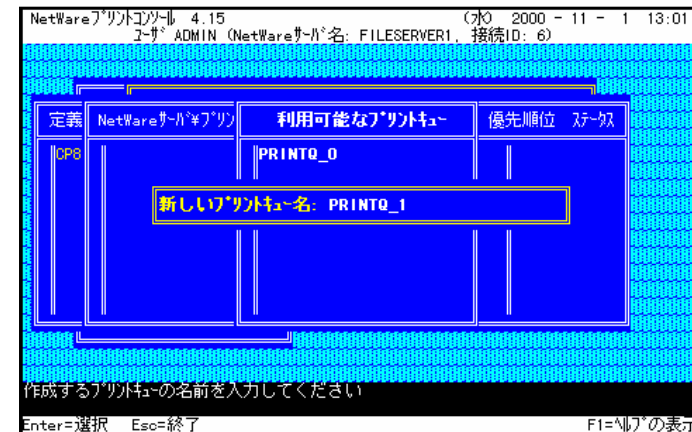 NetWareプリントコンソール 4.15 (水) 2000 - 11 - 1 13:01
ユーザ ADMIN (NetWareサーバ名: FILESERVER1, 接続ID: 6)
定義 NetWareサーバ¥プリン 利用可能なプリントキュー 優先順位 ステータス
CP8 PRINTQ_0
新しいプリントキュー名: PRINTQ_1
作成するプリントキューの名前を入力してください
Enter=選択 Esc=終了 F1=ヘルプの表示